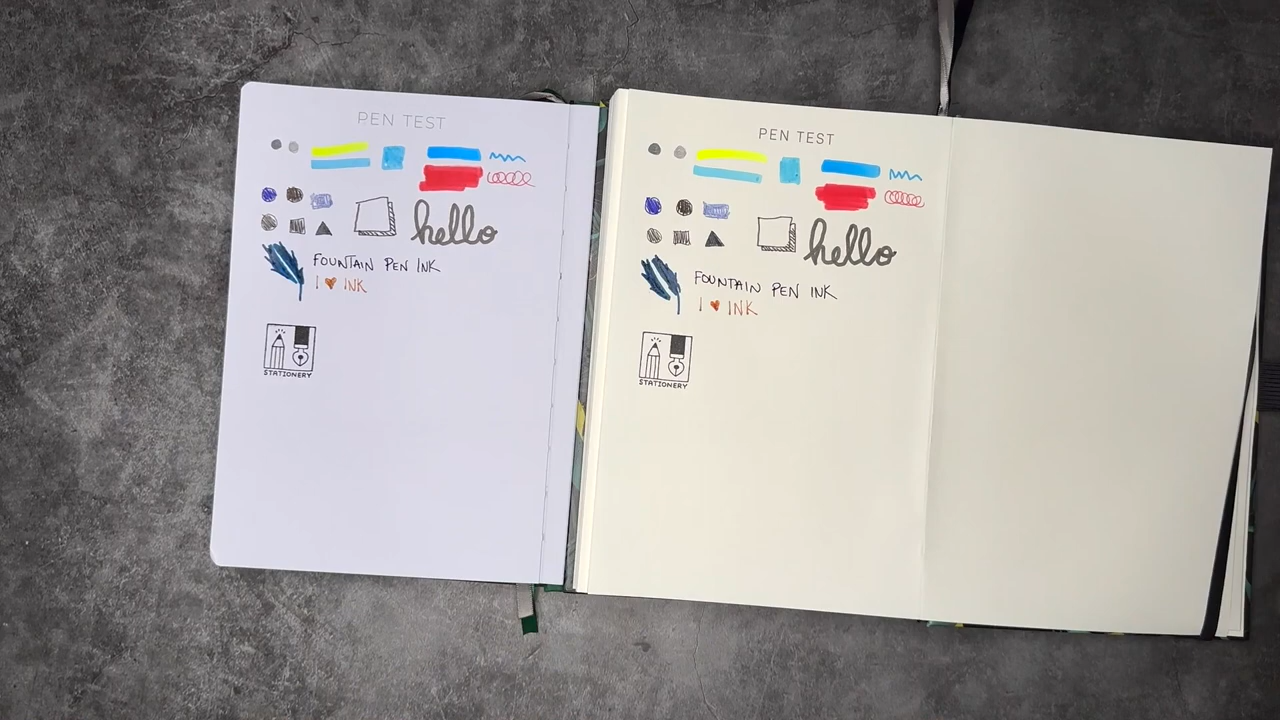 PEN TEST
hello
FOUNTAIN PEN INK
I ♥ INK
STATIONERY
PEN TEST
hello
FOUNTAIN PEN INK
I ♥ INK
STATIONERY